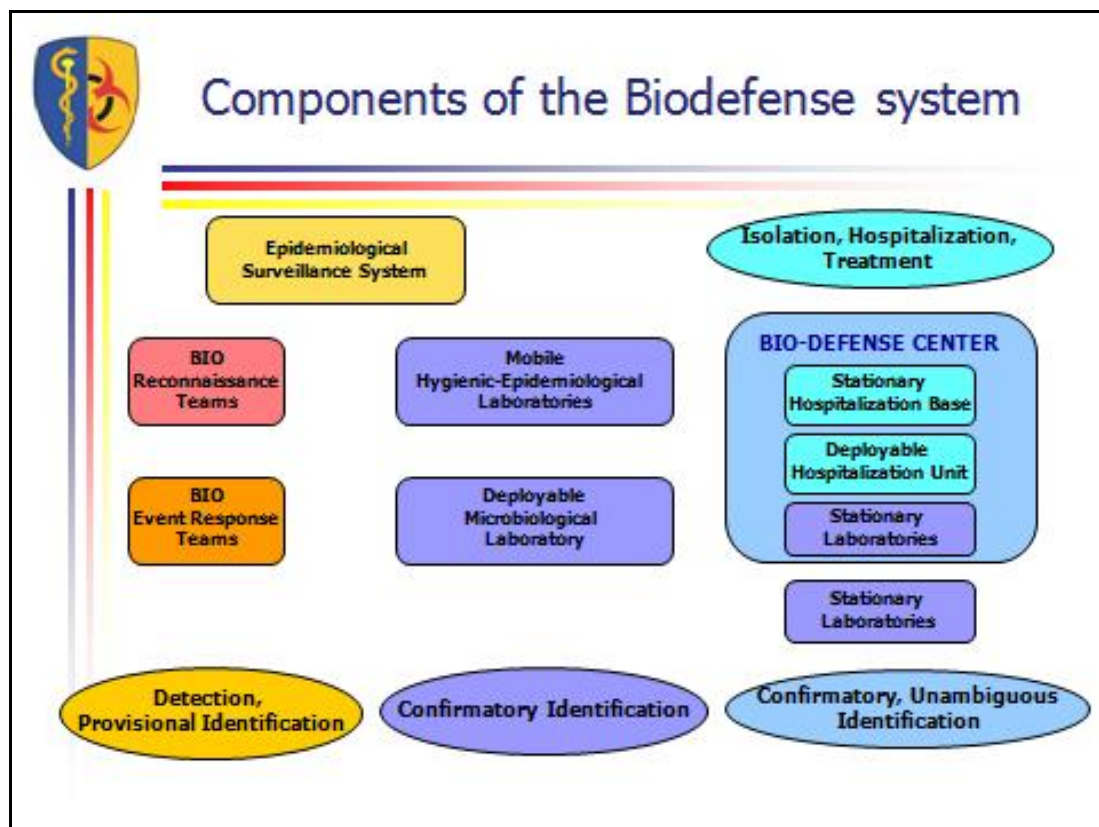 Components of the Biodefense system
Epidemiological
Surveillance System
Isolation, Hospitalization,
Treatment
BIO
Reconnaissance
Teams
Mobile
Hygienic-Epidemiological
Laboratories
BIO-DEFENSE CENTER
Stationary
Hospitalization Base
Deployable
Hospitalization Unit
Stationary
Laboratories
BIO
Event Response
Teams
Deployable
Microbiological
Laboratory
Stationary
Laboratories
Detection,
Provisional Identification
Confirmatory Identification
Confirmatory, Unambiguous
Identification